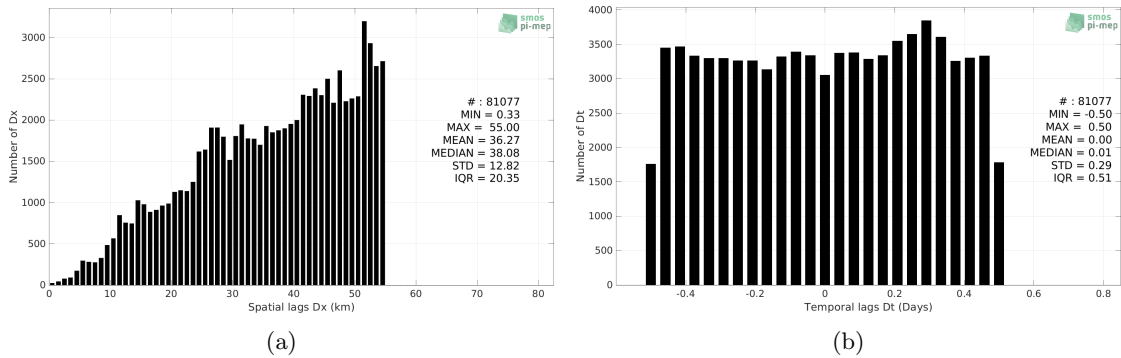 smos
pi-mep
3000
2500
2000
1500
1000
500
0
Number of Dx
# : 81077
MIN = 0.33
MAX = 55.00
MEAN = 36.27
MEDIAN = 38.08
STD = 12.82
IQR = 20.35
0 10 20 30 40 50 60 70 80
Spatial lags Dx (km)
(a)
smos
pi-mep
4000
3500
3000
2500
2000
1500
1000
500
0
Number of Dt
# : 81077
MIN = -0.50
MAX = 0.50
MEAN = 0.00
MEDIAN = 0.01
STD = 0.29
IQR = 0.51
-0.4 -0.2 0 0.2 0.4 0.6 0.8
Temporal lags Dt (Days)
(b)